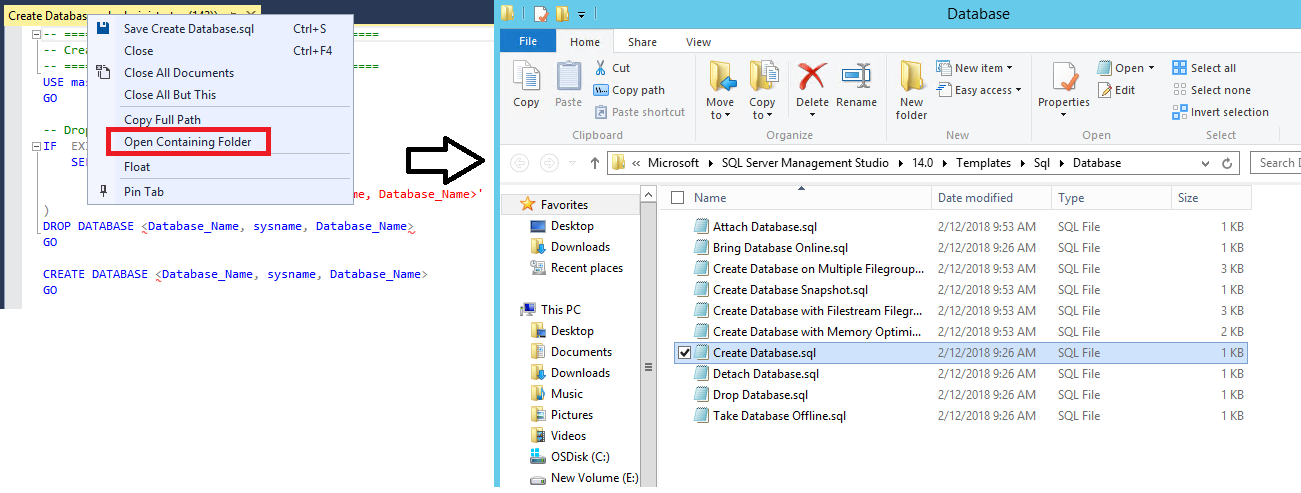 Create Database
Save Create Database.sql Ctrl+S
Close Ctrl+F4
Close All Documents
Close All But This
Copy Full Path
Open Containing Folder
Float
Pin Tab
-- ==
-- Crea
-- ==
USE mas
GO
-- Drop
IF EXI
SEL
me, Database_Name>'
)
DROP DATABASE <Database_Name, sysname, Database_Name>
GO
CREATE DATABASE <Database_Name, sysname, Database_Name>
GO
Database
File Home Share View
Copy
Paste
Cut
Copy path
Paste shortcut
Clipboard
Move to
Copy to
Delete
Rename
Organize
New folder
New item
Easy access
New
Properties
Open
Edit
Open
Select all
Select none
Invert selection
Select
« Microsoft SQL Server Management Studio 14.0 Templates Sql Database
Search D
Favorites
Desktop
Downloads
Recent places
This PC
Desktop
Documents
Downloads
Music
Pictures
Videos
OSDisk (C:)
New Volume (E:)
Name Date modified Type Size
Attach Database.sql 2/12/2018 9:53 AM SQL File 1 KB
Bring Database Online.sql 2/12/2018 9:26 AM SQL File 1 KB
Create Database on Multiple Filegroup... 2/12/2018 9:53 AM SQL File 3 KB
Create Database Snapshot.sql 2/12/2018 9:53 AM SQL File 1 KB
Create Database with Filestream Filegr... 2/12/2018 9:53 AM SQL File 3 KB
Create Database with Memory Optimi... 2/12/2018 9:53 AM SQL File 2 KB
Create Database.sql 2/12/2018 9:26 AM SQL File 1 KB
Detach Database.sql 2/12/2018 9:26 AM SQL File 1 KB
Drop Database.sql 2/12/2018 9:26 AM SQL File 1 KB
Take Database Offline.sql 2/12/2018 9:26 AM SQL File 1 KB